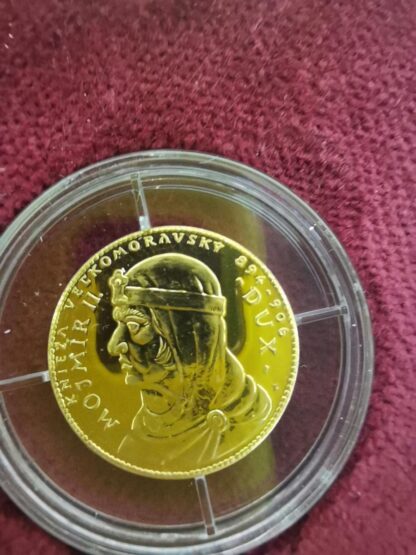 KNIEŽA VEĽKOMORAVSKÝ 894-906
MOJMÍR II.
DUX